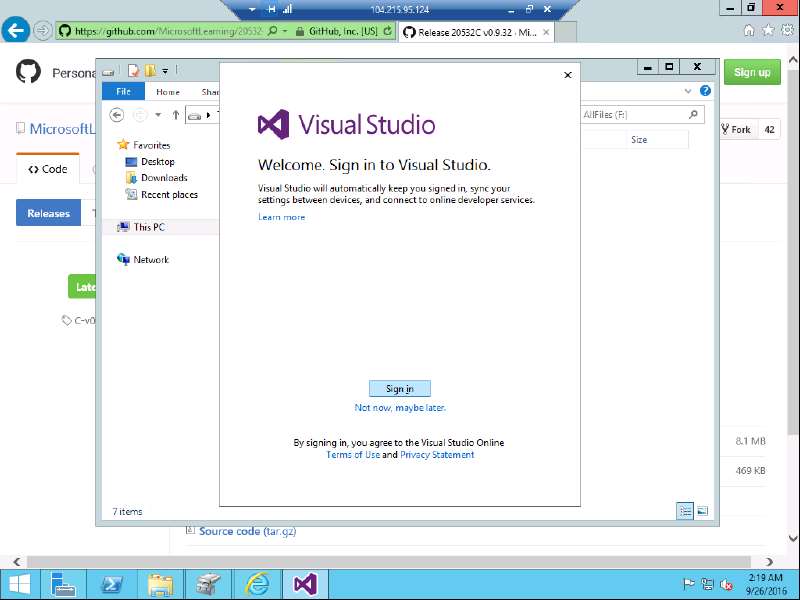 104.215.95.124
https://github.com/MicrosoftLearning/20532-
GitHub, Inc. [US]
Release 20532C v0.9.32 - Mi...
Persona
Sign up
File
Home
Shar
AllFiles (F:)
MicrosoftL
Fork
42
Size
Favorites
Desktop
Downloads
Recent places
This PC
Network
Code
Releases
T
Late
C-v0
Visual Studio
Welcome. Sign in to Visual Studio.
Visual Studio will automatically keep you signed in, sync your
settings between devices, and connect to online developer services.
Learn more
Sign in
Not now, maybe later.
By signing in, you agree to the Visual Studio Online
Terms of Use and Privacy Statement
8.1 MB
469 KB
7 items
Source code (tar.gz)
2:19 AM
9/26/2016